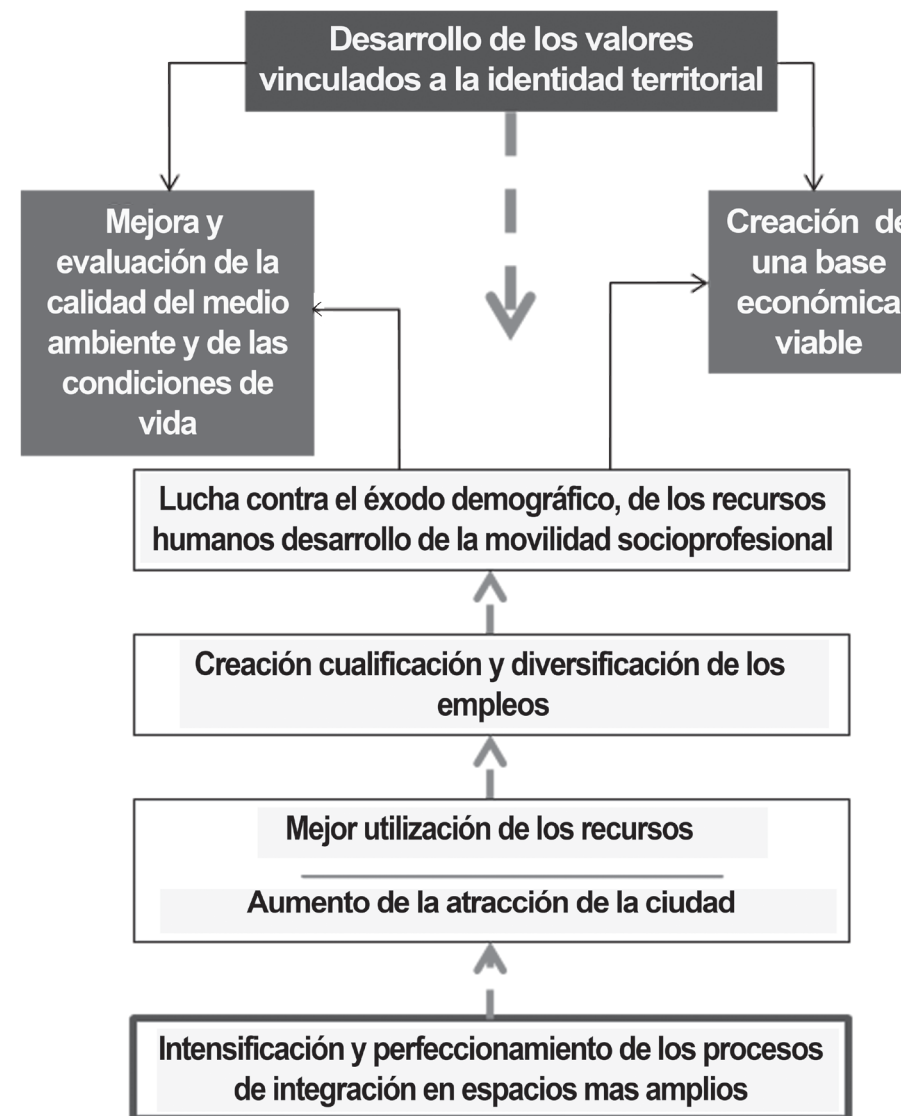 Desarrollo de los valores
vinculados a la identidad territorial
Mejora y
evaluación de la
calidad del medio
ambiente y de las
condiciones de
vida
Creación de
una base
económica
viable
Lucha contra el éxodo demográfico, de los recursos
humanos desarrollo de la movilidad socioprofesional
Creación cualificación y diversificación de los
empleos
Mejor utilización de los recursos
Aumento de la atracción de la ciudad
Intensificación y perfeccionamiento de los procesos
de integración en espacios mas amplios